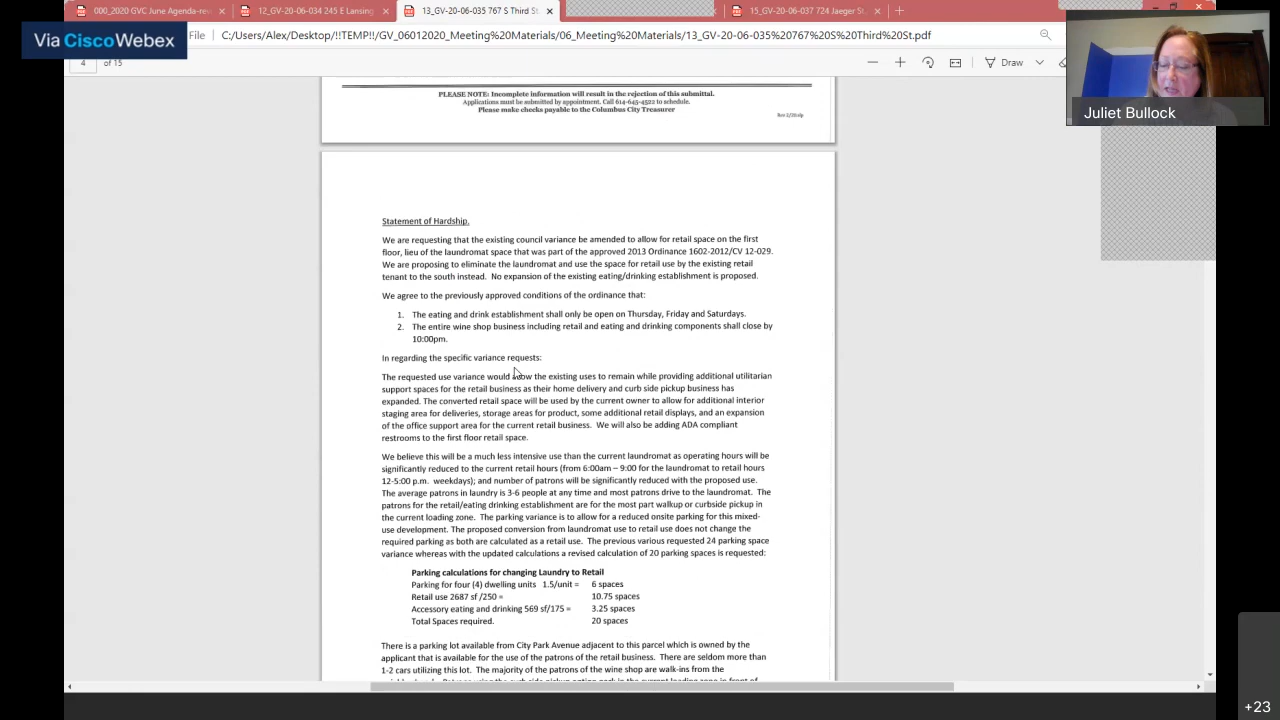 000_2020 GVC June Agenda-rev
12_GV-20-06-034 245 E Lansing
13_GV-20-06-035 767 S Third St.
15_GV-20-06-037 724 Jaeger St.
Via Cisco Webex
File
C:/Users/Alex/Desktop/!!TEMP!!/GV_06012020_Meeting%20Materials/06_Meeting%20Materials/13_GV-20-06-035%20767%20S%20Third%20St.pdf
4 of 15
Draw
Juliet Bullock
PLEASE NOTE: Incomplete information will result in the rejection of this submittal.
Applications must be submitted by appointment. Call 614-645-4522 to schedule.
Please make checks payable to the Columbus City Treasurer
Statement of Hardship.
We are requesting that the existing council variance be amended to allow for retail space on the first
floor, lieu of the laundromat space that was part of the approved 2013 Ordinance 1602-2012/CV 12-029.
We are proposing to eliminate the laundromat and use the space for retail use by the existing retail
tenant to the south instead. No expansion of the existing eating/drinking establishment is proposed.
We agree to the previously approved conditions of the ordinance that:
1. The eating and drink establishment shall only be open on Thursday, Friday and Saturdays.
2. The entire wine shop business including retail and eating and drinking components shall close by
10:00pm.
In regarding the specific variance requests:
The requested use variance would allow the existing uses to remain while providing additional utilitarian
support spaces for the retail business as their home delivery and curb side pickup business has
expanded. The converted retail space will be used by the current owner to allow for additional interior
staging area for deliveries, storage areas for product, some additional retail displays, and an expansion
of the office support area for the current retail business. We will also be adding ADA compliant
restrooms to the first floor retail space.
We believe this will be a much less intensive use than the current laundromat as operating hours will be
significantly reduced to the current retail hours (from 6:00am – 9:00 for the laundromat to retail hours
12-5:00 p.m. weekdays); and number of patrons will be significantly reduced with the proposed use.
The average patrons in laundry is 3-6 people at any time and most patrons drive to the laundromat. The
patrons for the retail/eating drinking establishment are for the most part walkup or curbside pickup in
the current loading zone. The parking variance is to allow for a reduced onsite parking for this mixed-
use development. The proposed conversion from laundromat use to retail use does not change the
required parking as both are calculated as a retail use. The previous various requested 24 parking space
variance whereas with the updated calculations a revised calculation of 20 parking spaces is requested:
Parking calculations for changing Laundry to Retail
Parking for four (4) dwelling units 1.5/unit = 6 spaces
Retail use 2687 sf /250 = 10.75 spaces
Accessory eating and drinking 569 sf/175 = 3.25 spaces
Total Spaces required. 20 spaces
There is a parking lot available from City Park Avenue adjacent to this parcel which is owned by the
applicant that is available for the use of the patrons of the retail business. There are seldom more than
1-2 cars utilizing this lot. The majority of the patrons of the wine shop are walk-ins from the
+23